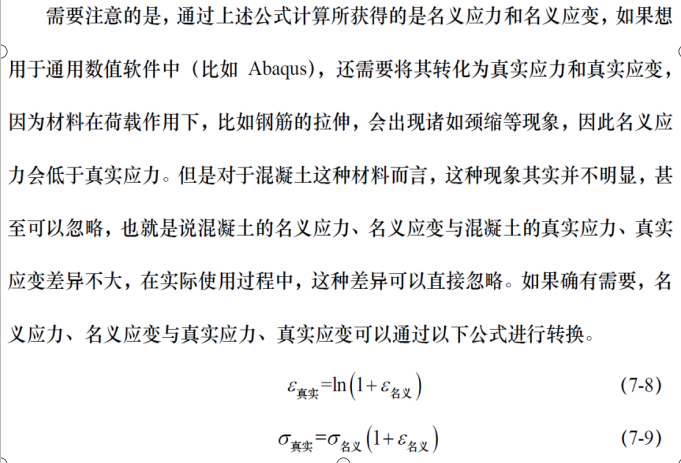 需要注意的是，通过上述公式计算所获得的是名义应力和名义应变，如果想
用于通用数值软件中（比如 Abaqus），还需要将其转化为真实应力和真实应变，
因为材料在荷载作用下，比如钢筋的拉伸，会出现诸如颈缩等现象，因此名义应
力会低于真实应力。但是对于混凝土这种材料而言，这种现象其实并不明显，甚
至可以忽略，也就是说混凝土的名义应力、名义应变与混凝土的真实应力、真实
应变差异不大，在实际使用过程中，这种差异可以直接忽略。如果确有需要，名
义应力、名义应变与真实应力、真实应变可以通过以下公式进行转换。
ε真实=ln(1+ε名义) （7-8）
σ真实=σ名义(1+ε名义) （7-9）